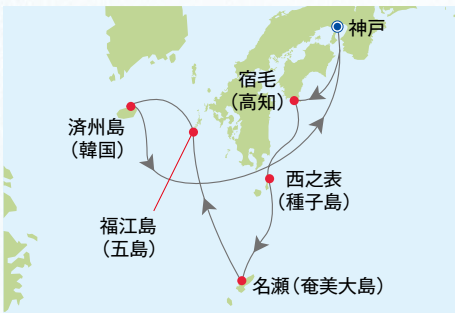 神戸
宿毛
（高知）
済州島
（韓国）
西之表
（種子島）
福江島
（五島）
名瀬（奄美大島）